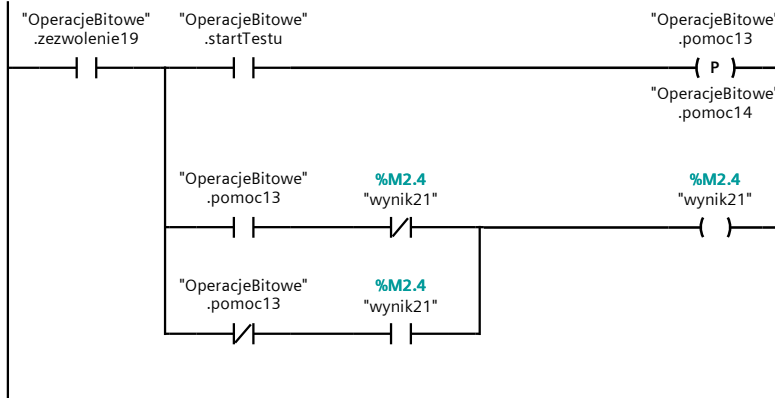 "OperacjeBitowe"
.zezwolenie19
"OperacjeBitowe"
.startTestu
"OperacjeBitowe"
.pomoc13
P
"OperacjeBitowe"
.pomoc14
"OperacjeBitowe"
.pomoc13
%M2.4
"wynik21"
%M2.4
"wynik21"
"OperacjeBitowe"
.pomoc13
%M2.4
"wynik21"